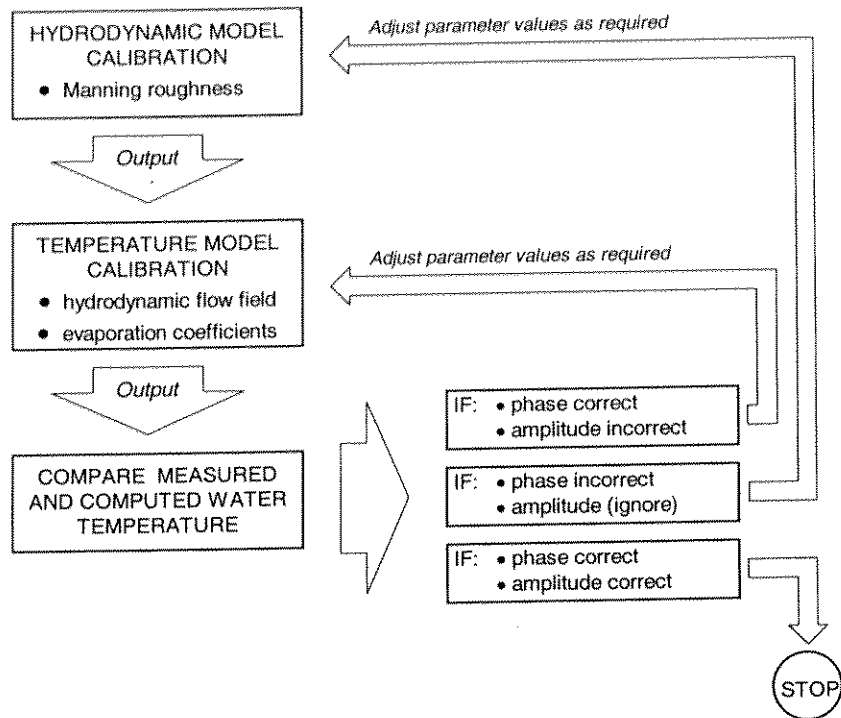 HYDRODYNAMIC MODEL
CALIBRATION
• Manning roughness
Adjust parameter values as required
Output
TEMPERATURE MODEL
CALIBRATION
• hydrodynamic flow field
• evaporation coefficients
Adjust parameter values as required
Output
COMPARE MEASURED
AND COMPUTED WATER
TEMPERATURE
IF: • phase correct
• amplitude incorrect
IF: • phase incorrect
• amplitude (ignore)
IF: • phase correct
• amplitude correct
STOP